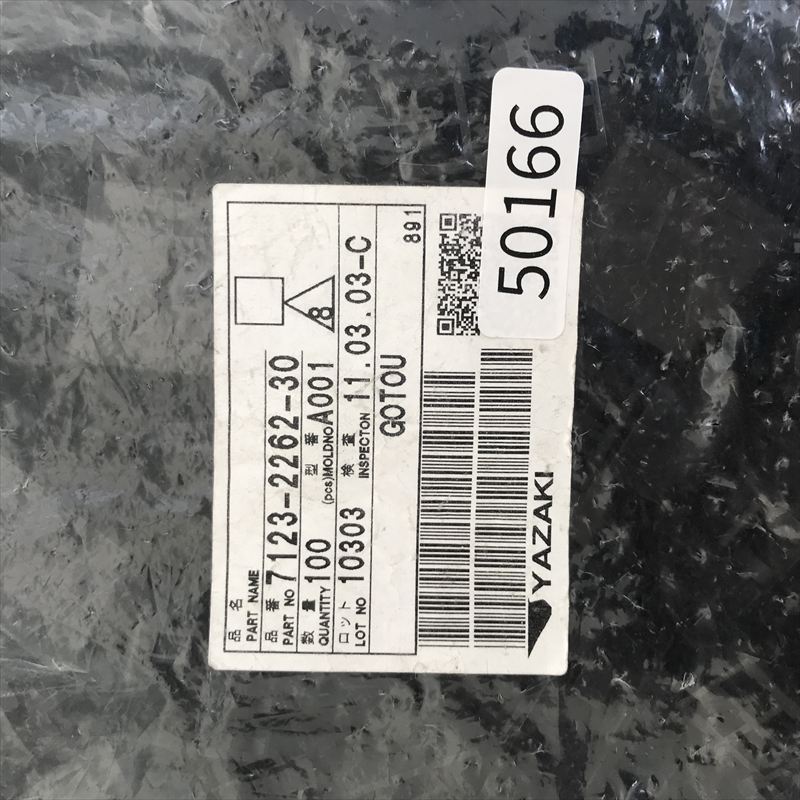 50166
品名
PART NAME
8
品番
PART NO 7123-2262-30
数量 型番
QUANTITY 100 (pcs) MOLDNO A001
ロット 検査
LOT NO 10303 INSPECTON 11.03.03-C
GOTOU
891
YAZAKI